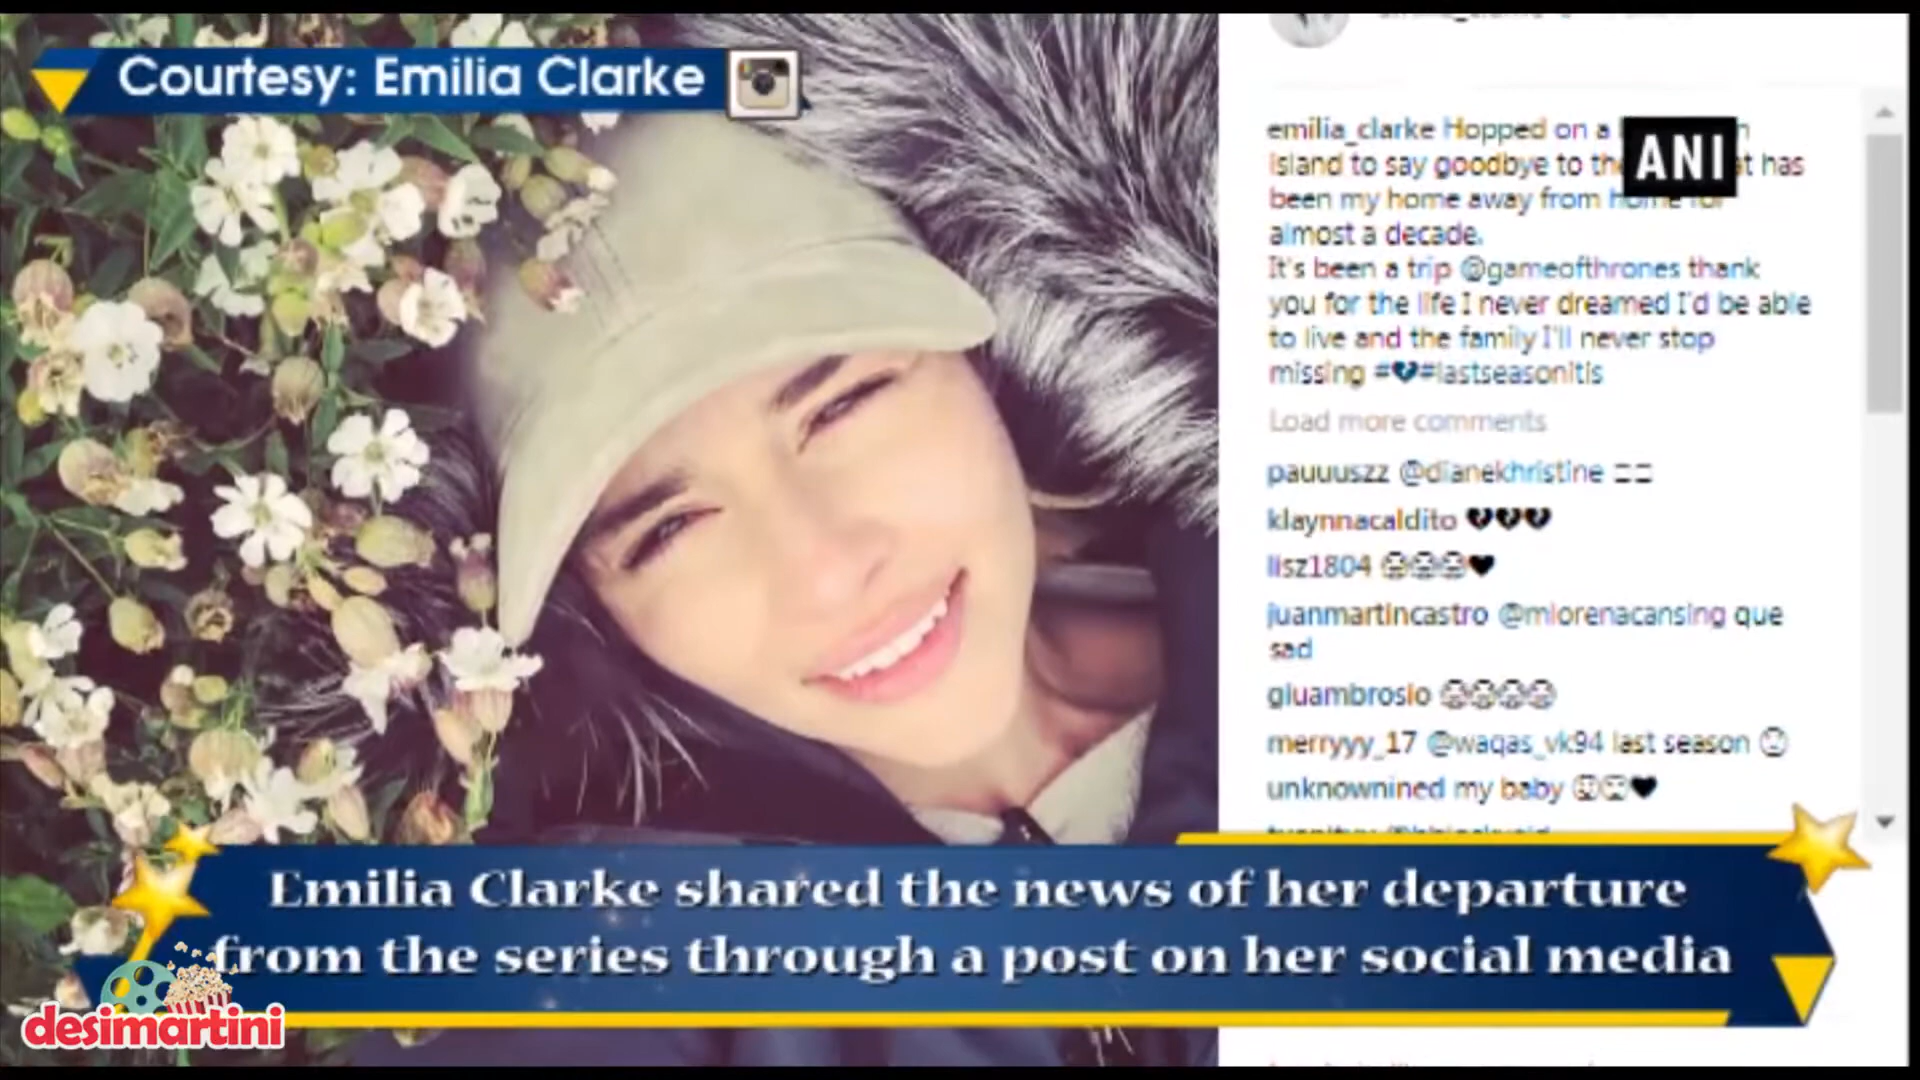 Courtesy: Emilia Clarke
ANI
emilia_clarke Hopped on a
island to say goodbye to the has
been my home away from home for
almost a decade.
It's been a trip @gameofthrones thank
you for the life I never dreamed I'd be able
to live and the family I'll never stop
missing #💔#lastseasonitis
Load more comments
pauuuszz @dianekhristine
klaynnacaldito 💔💔💔
lisz1804 😭😭😭🖤
juanmartincastro @mlorenacansing que
sad
giuambrosio 😭😭😭😭
merryyy_17 @waqas_vk94 last season
unknownined my baby
Emilia Clarke shared the news of her departure
from the series through a post on her social media
desimartini